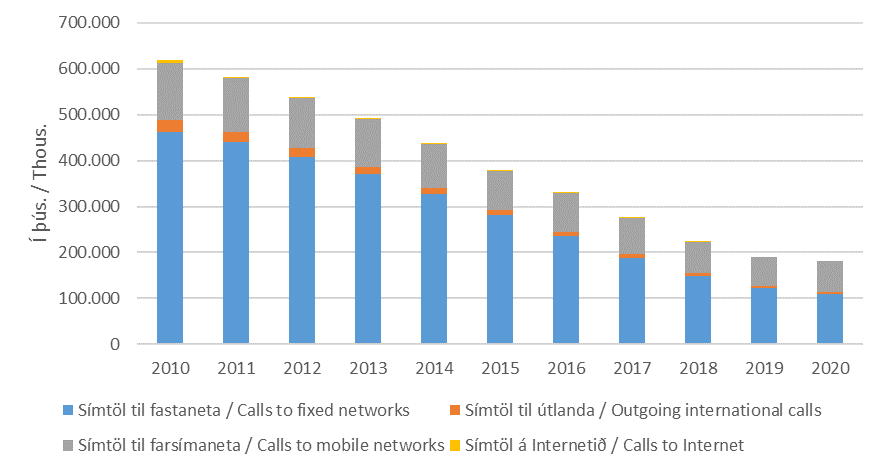 700.000
600.000
500.000
400.000
300.000
200.000
100.000
0
Í þús. / Thous.
2010 2011 2012 2013 2014 2015 2016 2017 2018 2019 2020
Símtöl til fastaneta / Calls to fixed networks Símtöl til útlanda / Outgoing international calls
Símtöl til farsímaneta / Calls to mobile networks Símtöl á Internetið / Calls to Internet